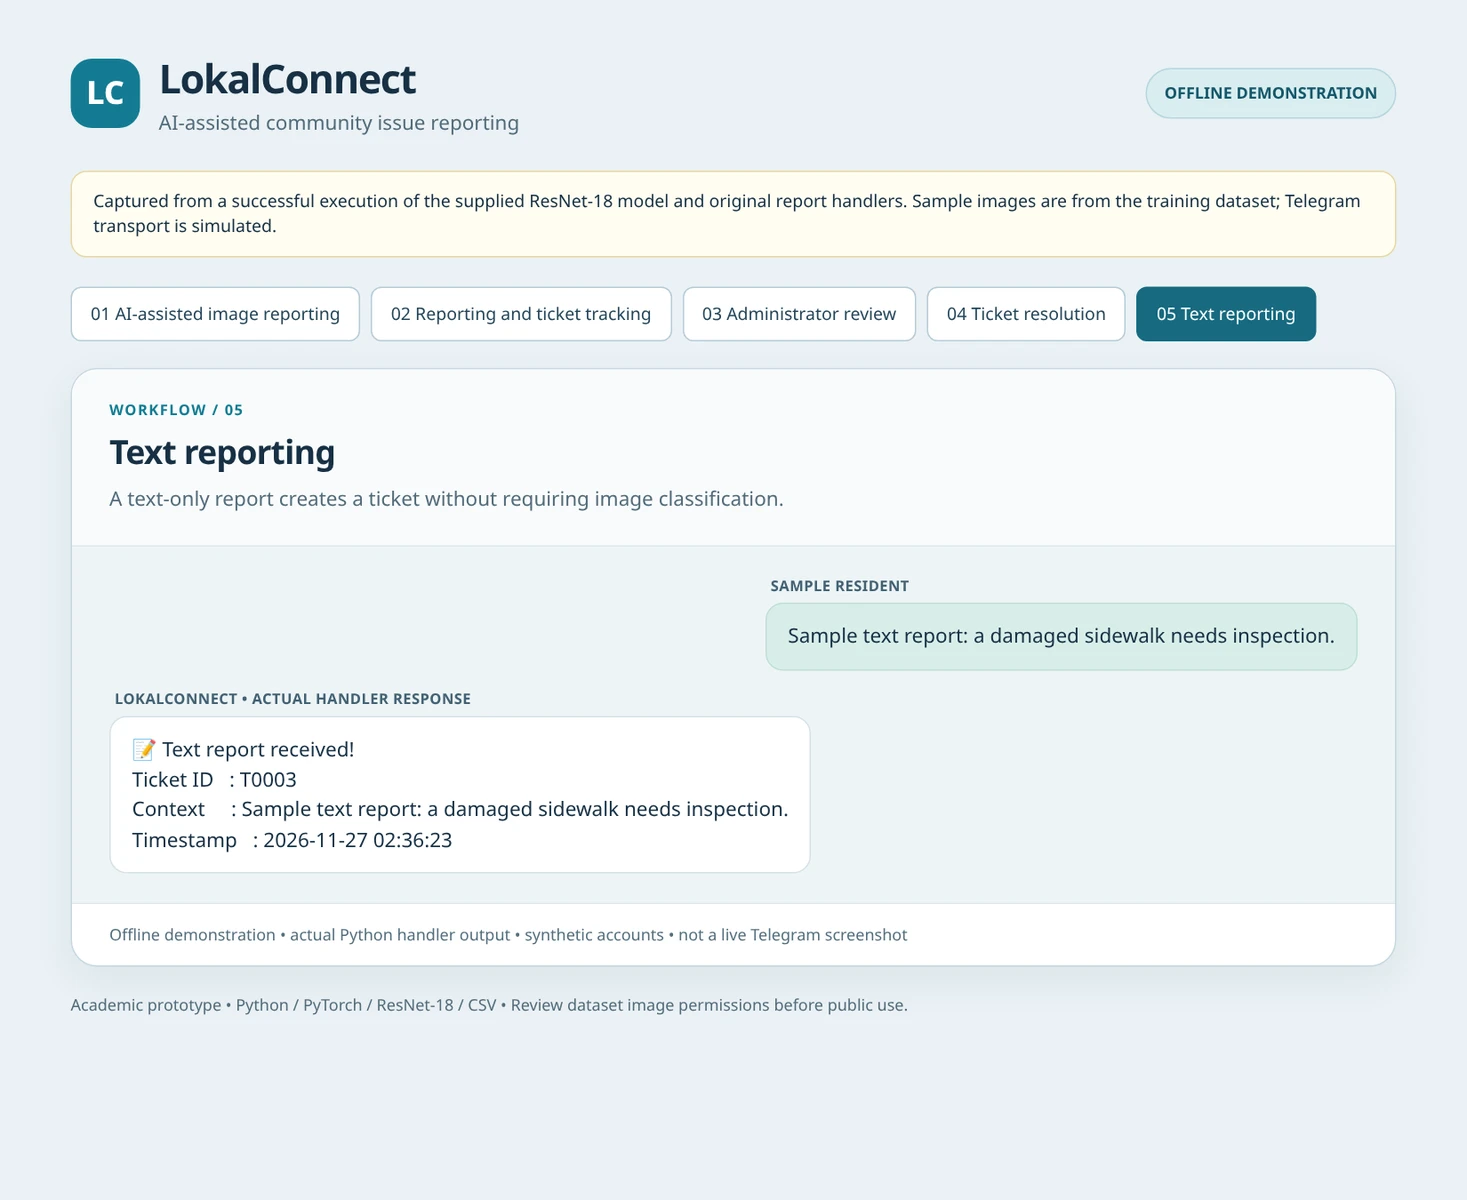 LC
LokalConnect
AI-assisted community issue reporting
OFFLINE DEMONSTRATION
Captured from a successful execution of the supplied ResNet-18 model and original report handlers. Sample images are from the training dataset; Telegram
transport is simulated.
01 AI-assisted image reporting
02 Reporting and ticket tracking
03 Administrator review
04 Ticket resolution
05 Text reporting
WORKFLOW / 05
Text reporting
A text-only report creates a ticket without requiring image classification.
SAMPLE RESIDENT
Sample text report: a damaged sidewalk needs inspection.
LOKALCONNECT • ACTUAL HANDLER RESPONSE
📝 Text report received!
Ticket ID : T0003
Context : Sample text report: a damaged sidewalk needs inspection.
Timestamp : 2026-11-27 02:36:23
Offline demonstration • actual Python handler output • synthetic accounts • not a live Telegram screenshot
Academic prototype • Python / PyTorch / ResNet-18 / CSV • Review dataset image permissions before public use.